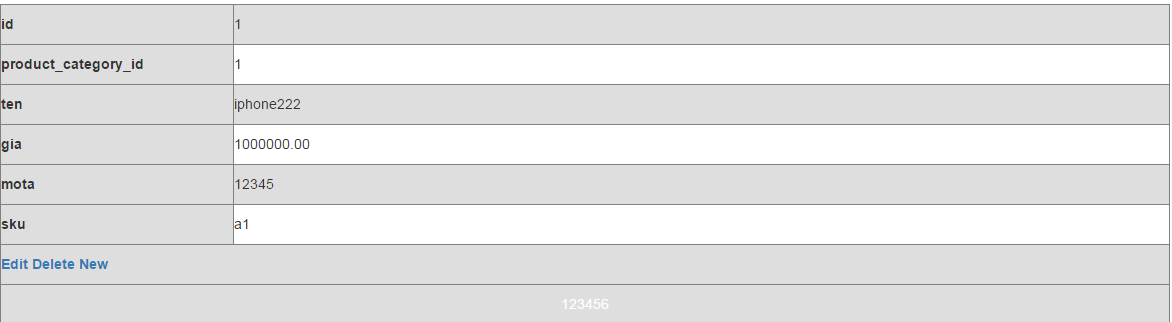 id 1
product_category_id 1
ten iphone222
gia 1000000.00
mota 12345
sku a1
Edit Delete New
123456